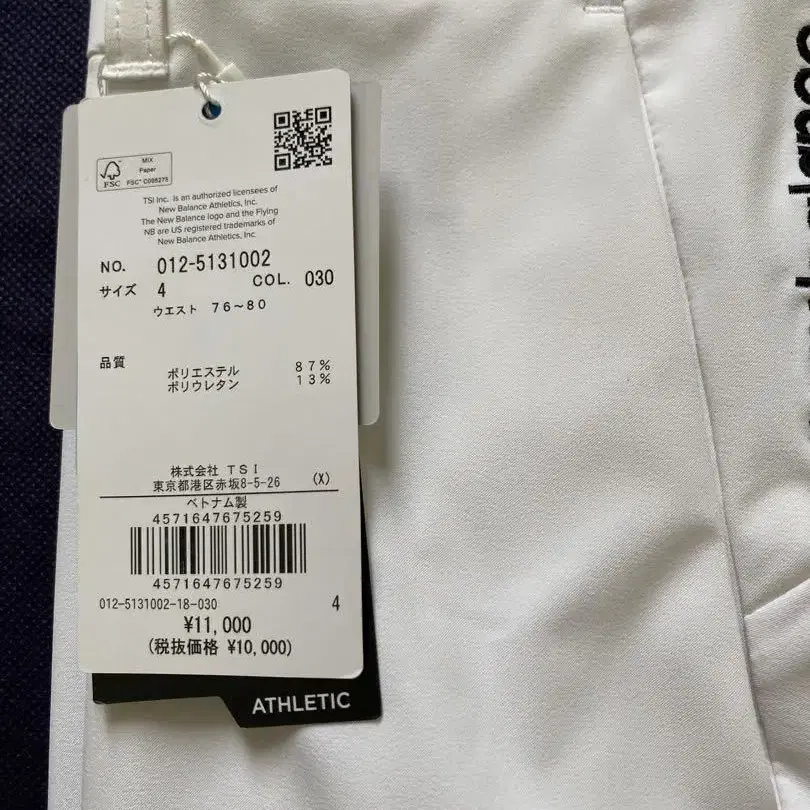 MIX
Paper
FSC
FSC® C005275
TSI Inc. is an authorized licensees of
New Balance Athletics, Inc.
The New Balance logo and the Flying
NB are US registered trademarks of
New Balance Athletics, Inc
NO. 012-5131002
サイズ 4 COL. 030
ウエスト 76~80
品質
ポリエステル 87%
ポリウレタン 13%
株式会社 TSI
東京都港区赤坂8-5-26 (X)
ベトナム製
4571647675259
4571647675259
012-5131002-18-030 4
¥11,000
(税抜価格 ¥10,000)
ATHLETIC